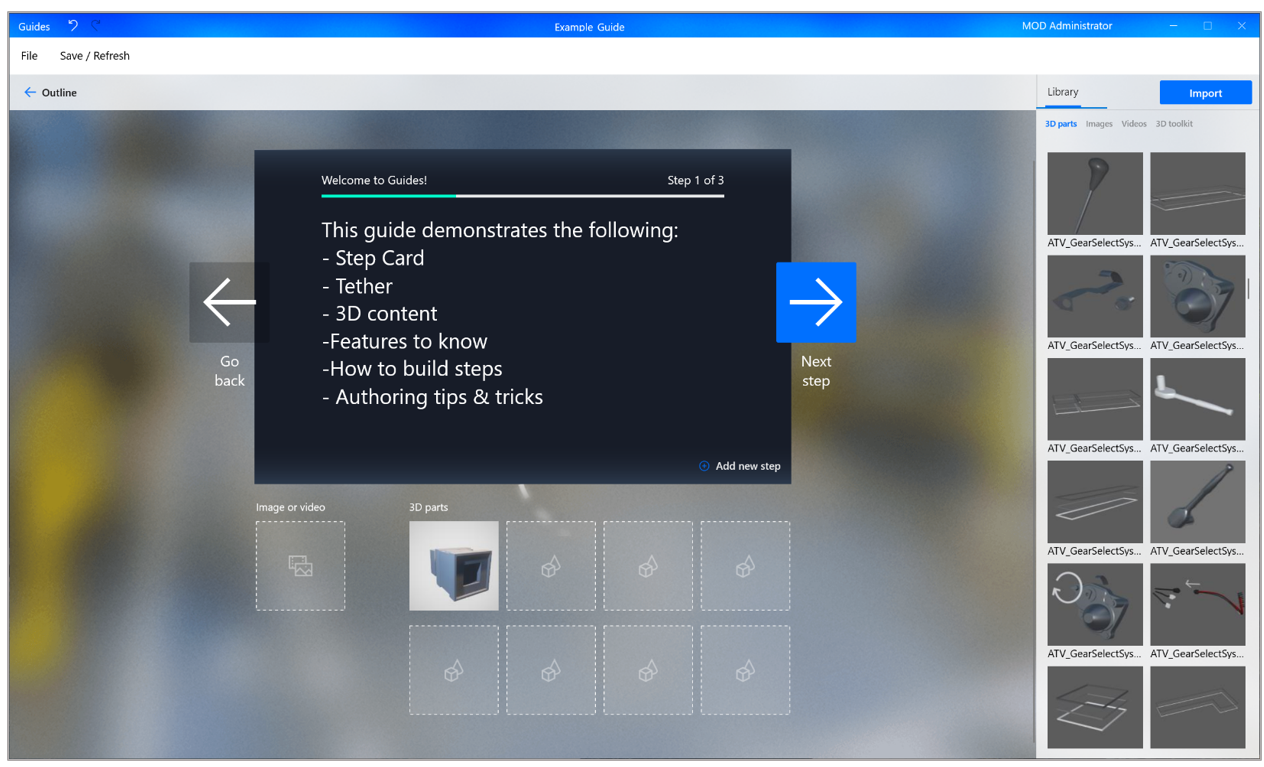 Guides
Example Guide
MOD Administrator
File
Save / Refresh
Outline
Library
Import
3D parts Images Videos 3D toolkit
Welcome to Guides!
Step 1 of 3
This guide demonstrates the following:
- Step Card
- Tether
- 3D content
-Features to know
-How to build steps
- Authoring tips & tricks
Go
back
Next
step
Add new step
Image or video
3D parts
ATV_GearSelectSys... ATV_GearSelectSys...
ATV_GearSelectSys... ATV_GearSelectSys...
ATV_GearSelectSys... ATV_GearSelectSys...
ATV_GearSelectSys... ATV_GearSelectSys...
ATV_GearSelectSys... ATV_GearSelectSys...